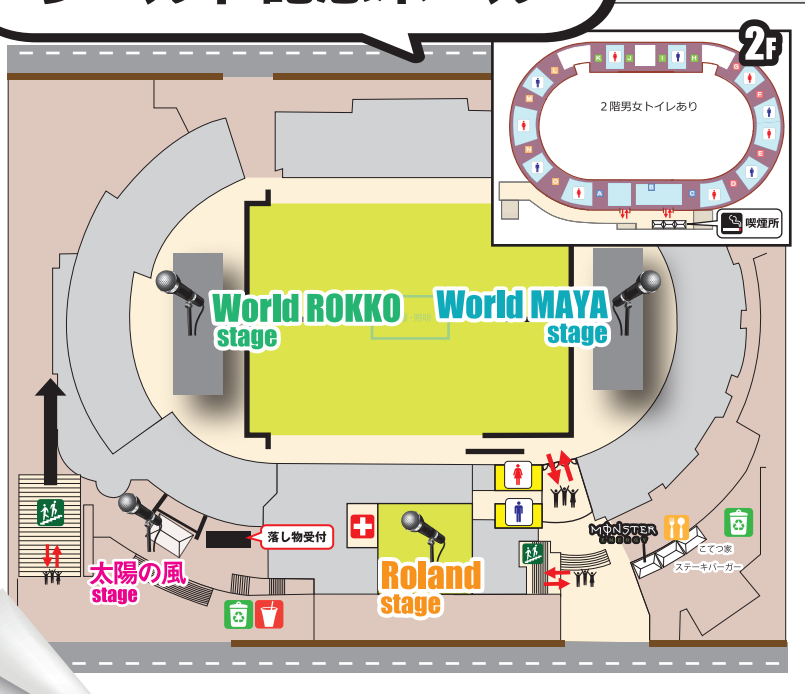 2F
K
J
I
H
L
G
M
F
2階男女トイレあり
N
E
O
D
A
B
C
喫煙所
World ROKKO
stage
World MAYA
stage
落し物受付
MONSTER
ENERGY
こてつ家
ステーキバーガー
太陽の風
stage
Roland
stage